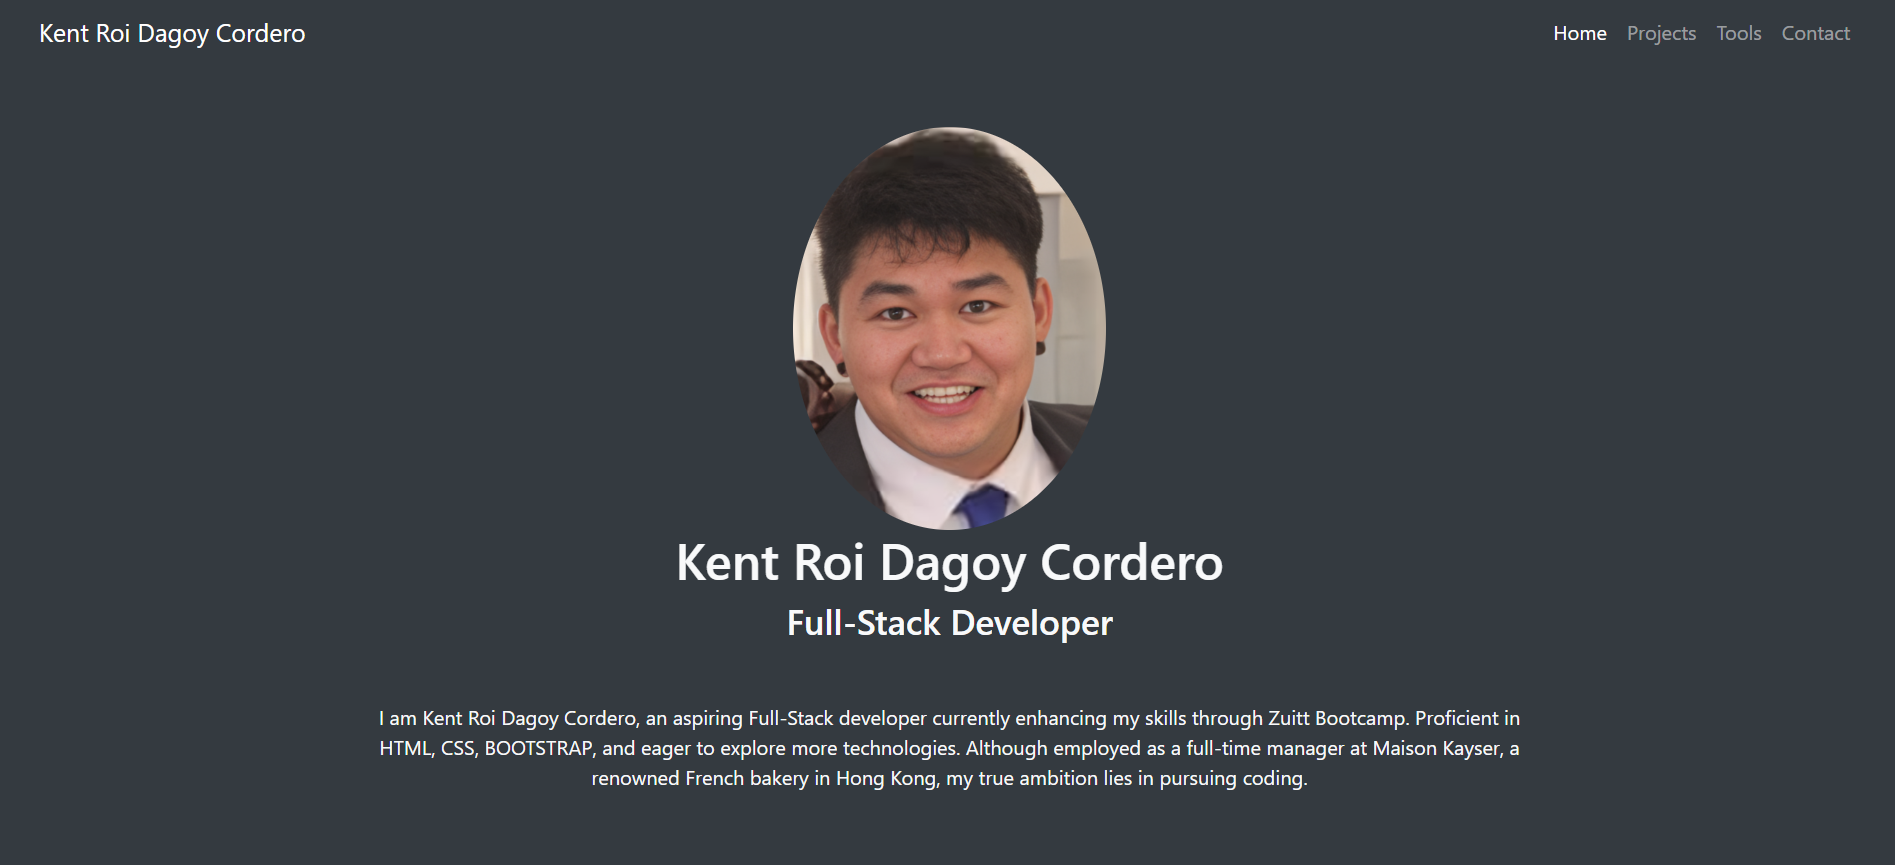 Kent Roi Dagoy Cordero
Home Projects Tools Contact
Kent Roi Dagoy Cordero
Full-Stack Developer
I am Kent Roi Dagoy Cordero, an aspiring Full-Stack developer currently enhancing my skills through Zuitt Bootcamp. Proficient in
HTML, CSS, BOOTSTRAP, and eager to explore more technologies. Although employed as a full-time manager at Maison Kayser, a
renowned French bakery in Hong Kong, my true ambition lies in pursuing coding.